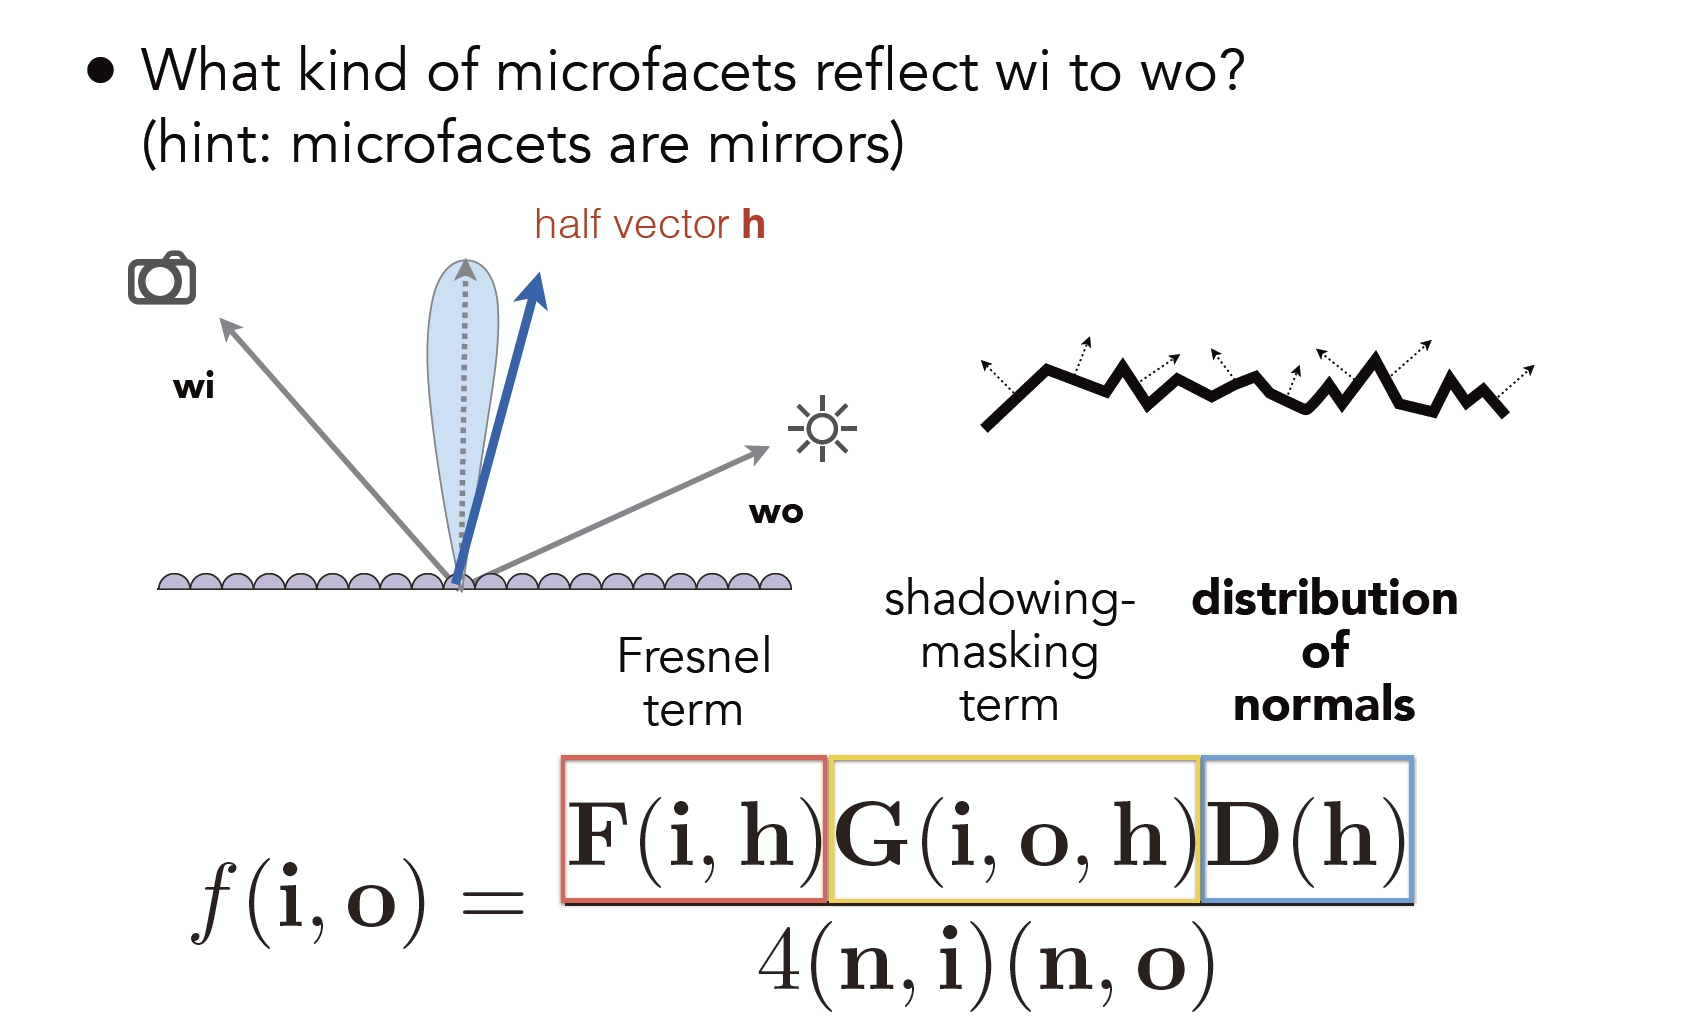 ● What kind of microfacets reflect wi to wo?
(hint: microfacets are mirrors)
half vector h
wi
wo
Fresnel
term
shadowing-
masking
term
distribution
of
normals
f(i, o) = F(i, h)G(i, o, h)D(h)
4(n, i)(n, o)